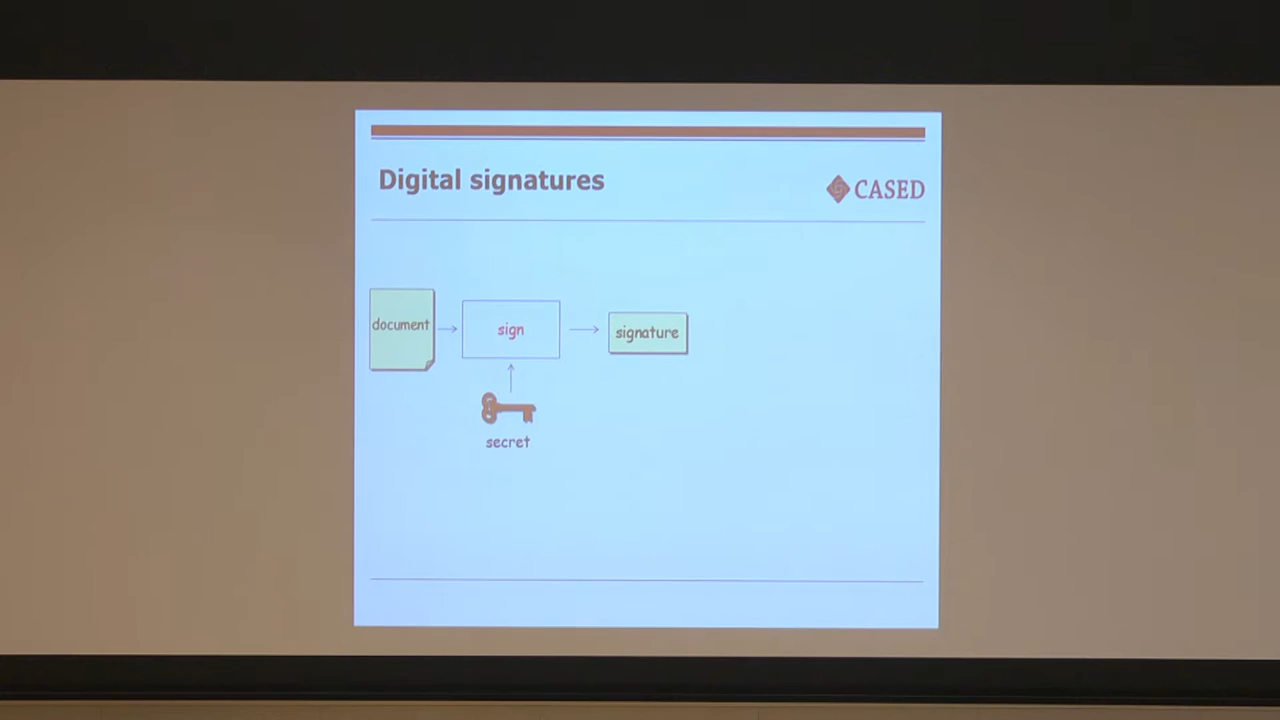 Digital signatures
CASED
document
sign
signature
secret